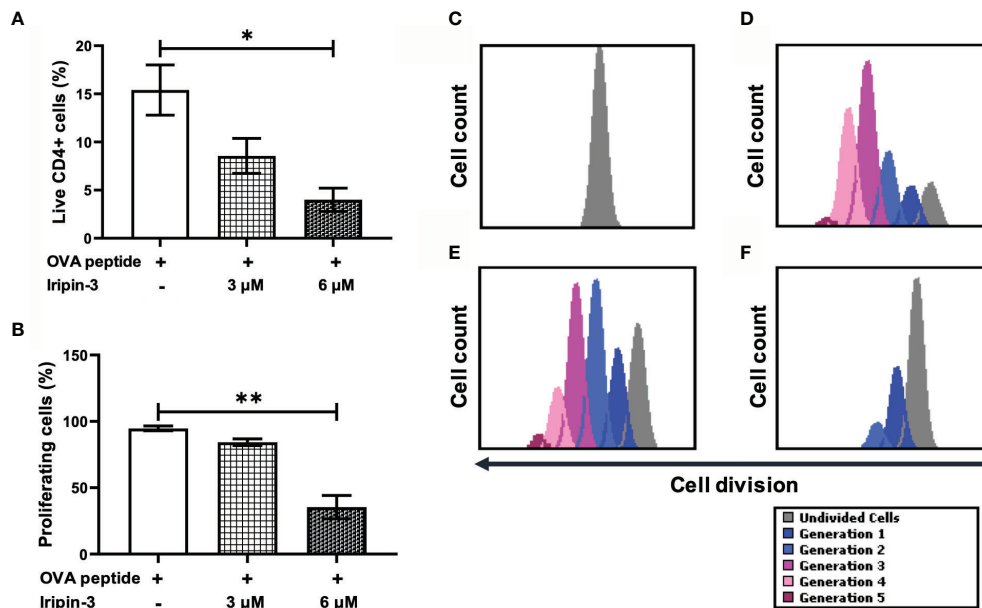 A
*
Live CD4+ cells (%)
20
15
10
5
0
OVA peptide + + +
Iripin-3 - 3 µM 6 µM
B
**
Proliferating cells (%)
150
100
50
0
OVA peptide + + +
Iripin-3 - 3 µM 6 µM
C
Cell count
D
Cell count
E
Cell count
F
Cell count
Cell division
Undivided Cells
Generation 1
Generation 2
Generation 3
Generation 4
Generation 5